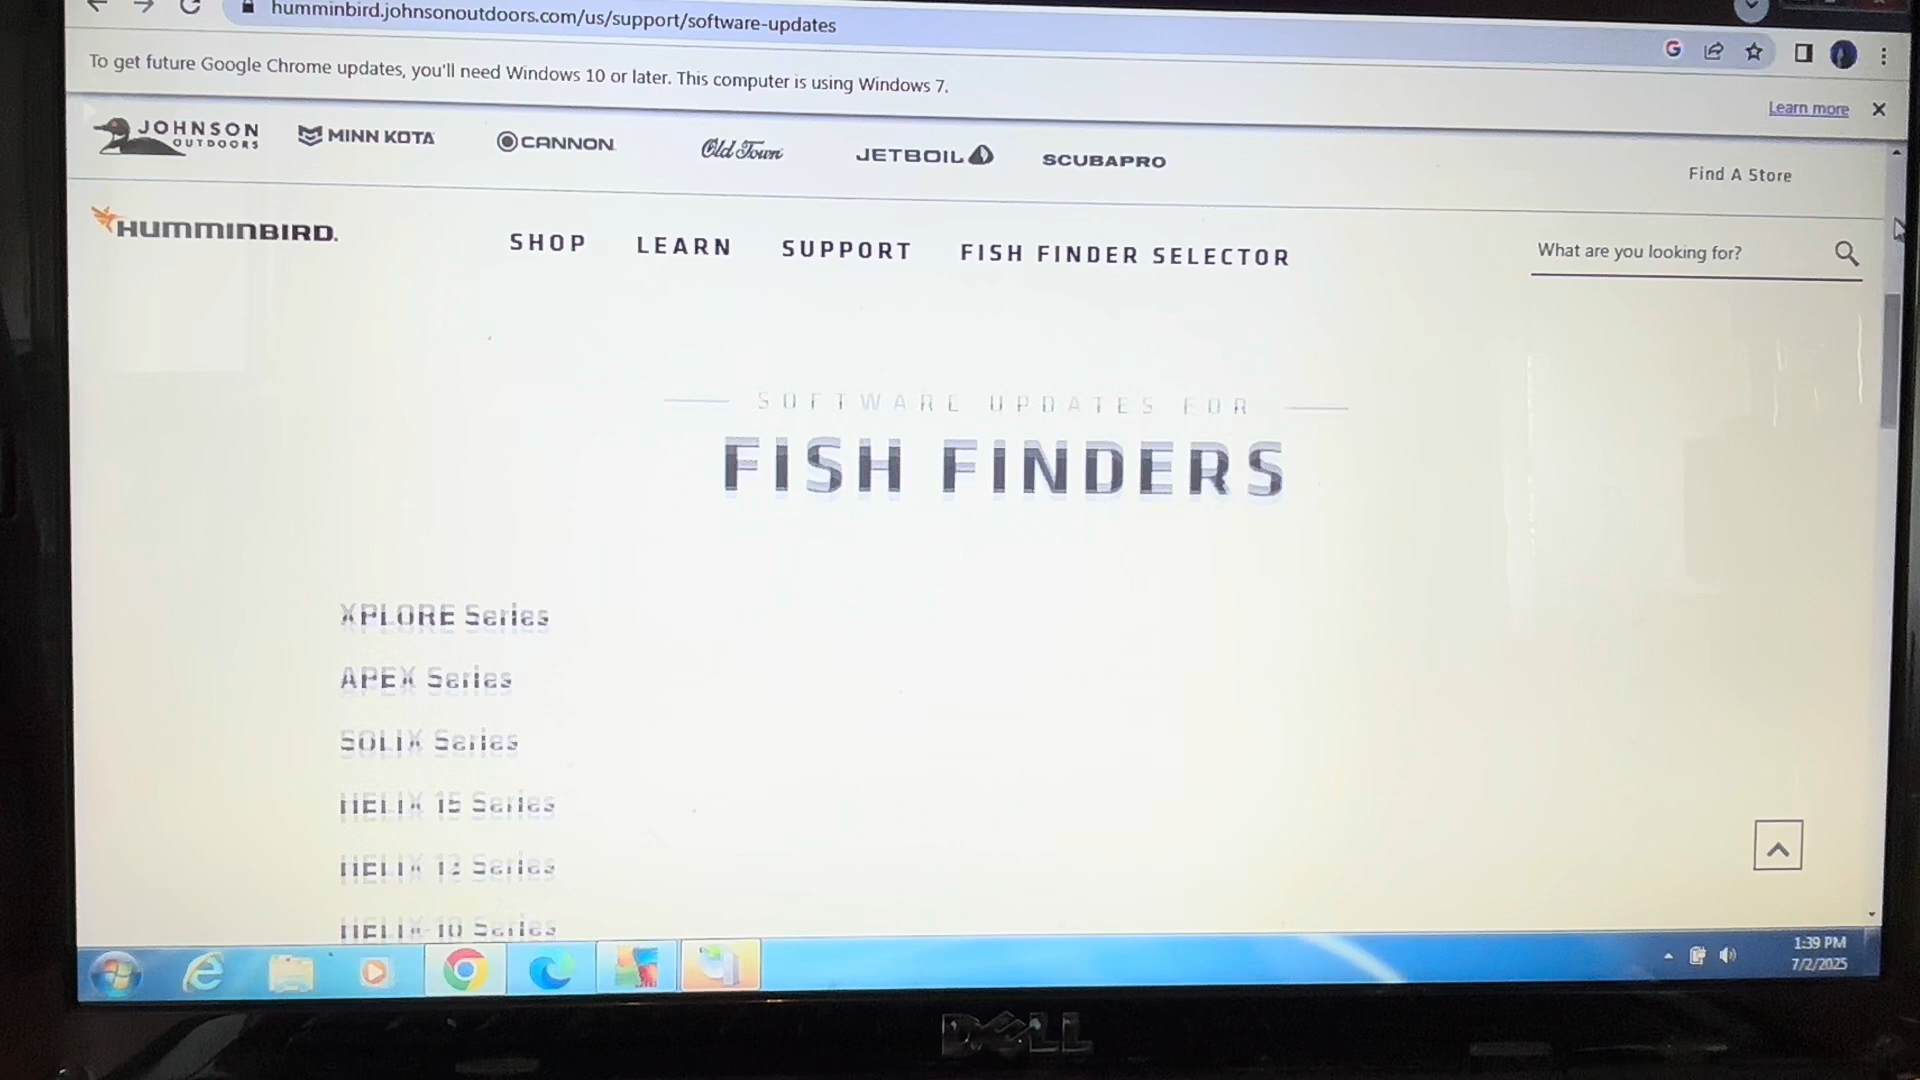 humminbird.johnsonoutdoors.com/us/support/software-updates
To get future Google Chrome updates, you'll need Windows 10 or later. This computer is using Windows 7.
Learn more
JOHNSON OUTDOORS
MINN KOTA
CANNON
Old Town
JETBOIL
SCUBAPRO
Find A Store
HUMMINBIRD.
SHOP
LEARN
SUPPORT
FISH FINDER SELECTOR
What are you looking for?
SOFTWARE UPDATES FOR
FISH FINDERS
XPLORE Series
APEX Series
SOLIX Series
HELIX 15 Series
HELIX 12 Series
HELIX 10 Series
1:39 PM
7/2/2025
DELL